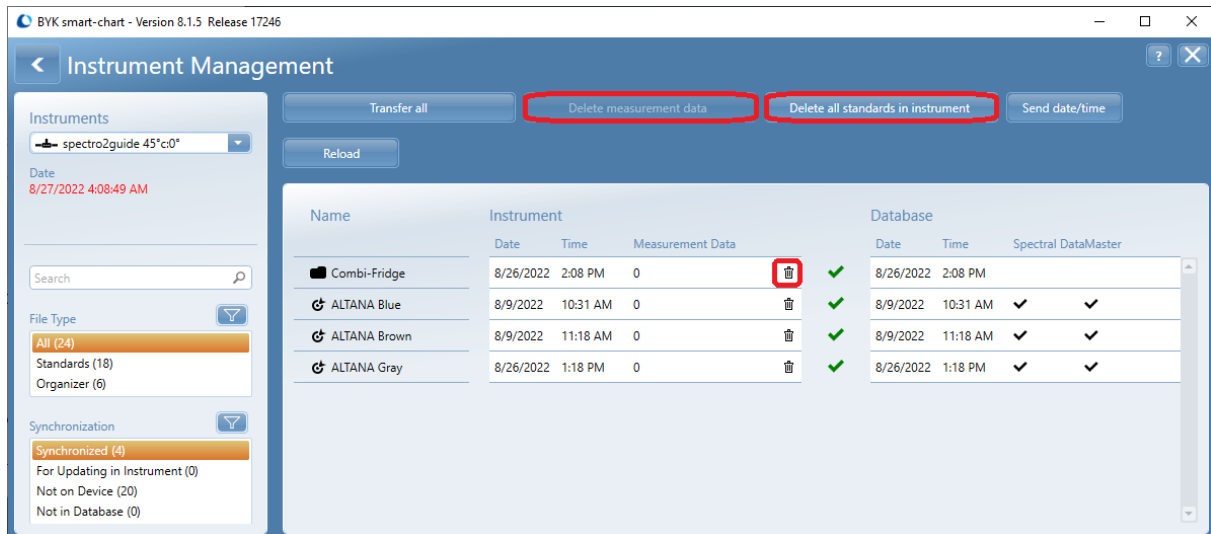 BYK smart-chart - Version 8.1.5 Release 17246
Instrument Management
?
Instruments
spectro2guide 45°c:0°
Date
8/27/2022 4:08:49 AM
Search
File Type
All (24)
Standards (18)
Organizer (6)
Synchronization
Synchronized (4)
For Updating in Instrument (0)
Not on Device (20)
Not in Database (0)
Transfer all Delete measurement data Delete all standards in instrument Send date/time
Reload
Name Instrument Database
Date Time Measurement Data Date Time Spectral DataMaster
Combi-Fridge 8/26/2022 2:08 PM 0 8/26/2022 2:08 PM
ALTANA Blue 8/9/2022 10:31 AM 0 8/9/2022 10:31 AM
ALTANA Brown 8/9/2022 11:18 AM 0 8/9/2022 11:18 AM
ALTANA Gray 8/26/2022 1:18 PM 0 8/26/2022 1:18 PM